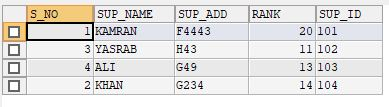 S_NO SUP_NAME SUP_ADD RANK SUP_ID
1 KAMRAN F4443 20 101
3 YASRAB H43 11 102
4 ALI G49 13 103
2 KHAN G234 14 104